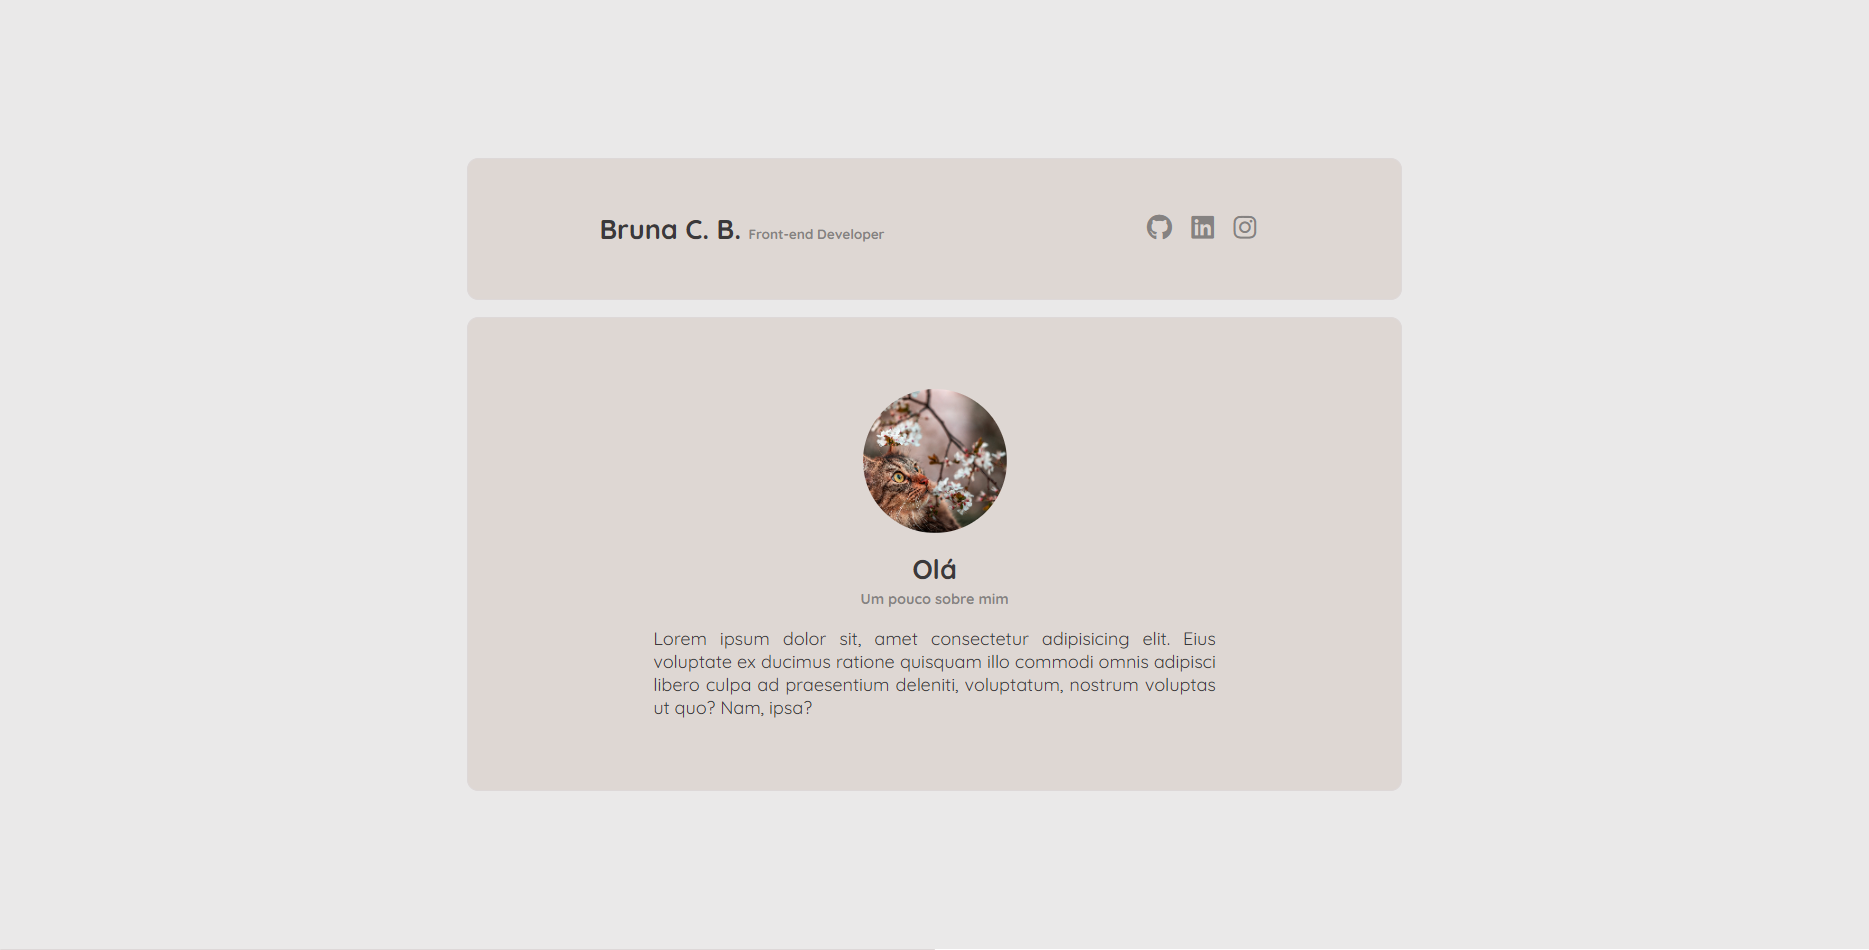 Bruna C. B. Front-end Developer
Olá
Um pouco sobre mim
Lorem ipsum dolor sit, amet consectetur adipisicing elit. Eius
voluptate ex ducimus ratione quisquam illo commodi omnis adipisci
libero culpa ad praesentium deleniti, voluptatum, nostrum voluptas
ut quo? Nam, ipsa?